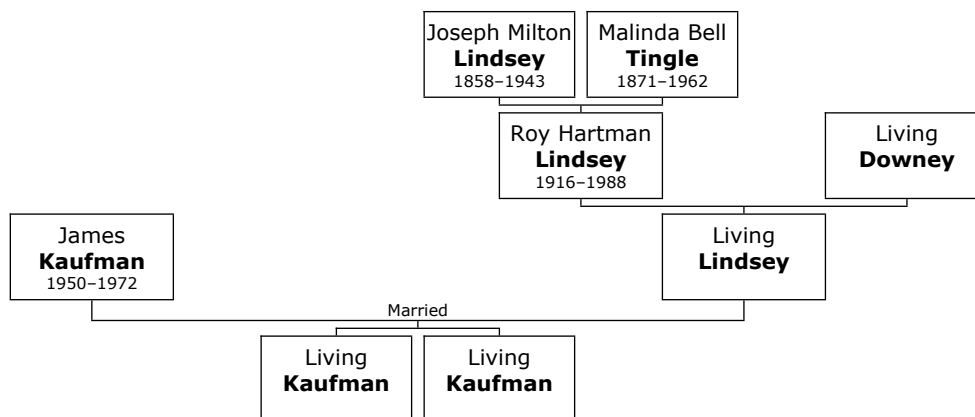 Joseph Milton
Lindsey
1858–1943
Malinda Bell
Tingle
1871–1962
Roy Hartman
Lindsey
1916–1988
Living
Downey
James
Kaufman
1950–1972
Living
Lindsey
Married
Living
Kaufman
Living
Kaufman